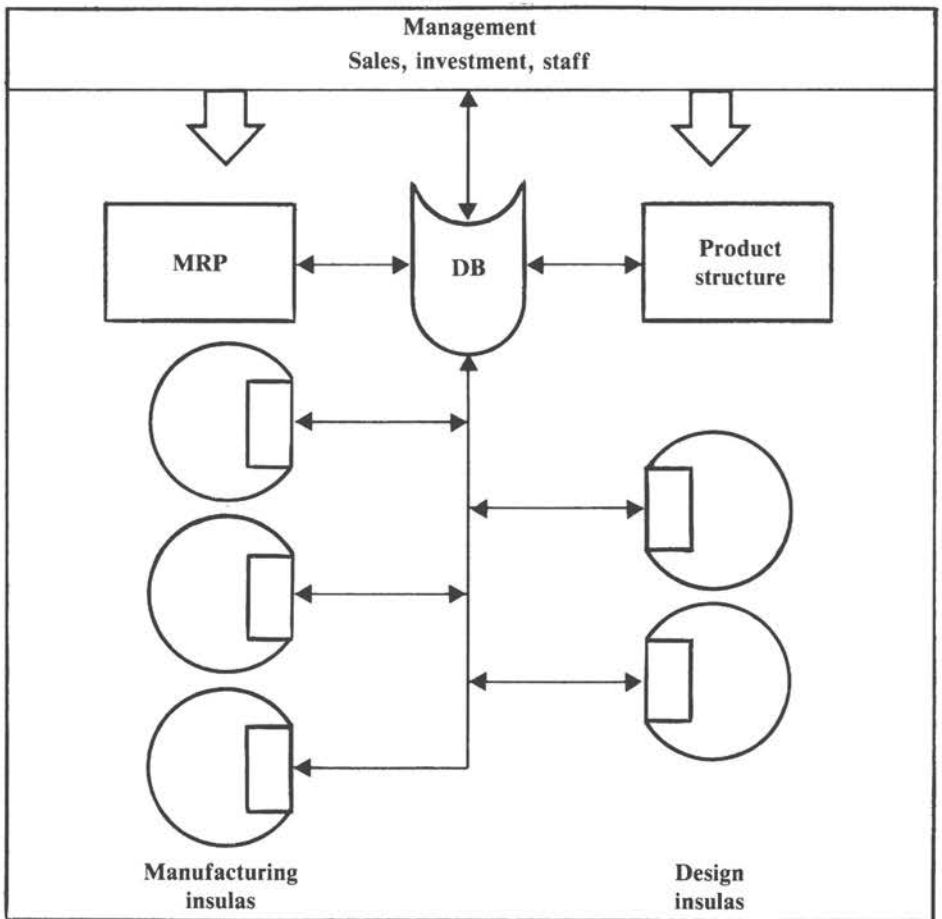 Management
Sales, investment, staff
MRP
DB
Product
structure
Manufacturing
insulas
Design
insulas